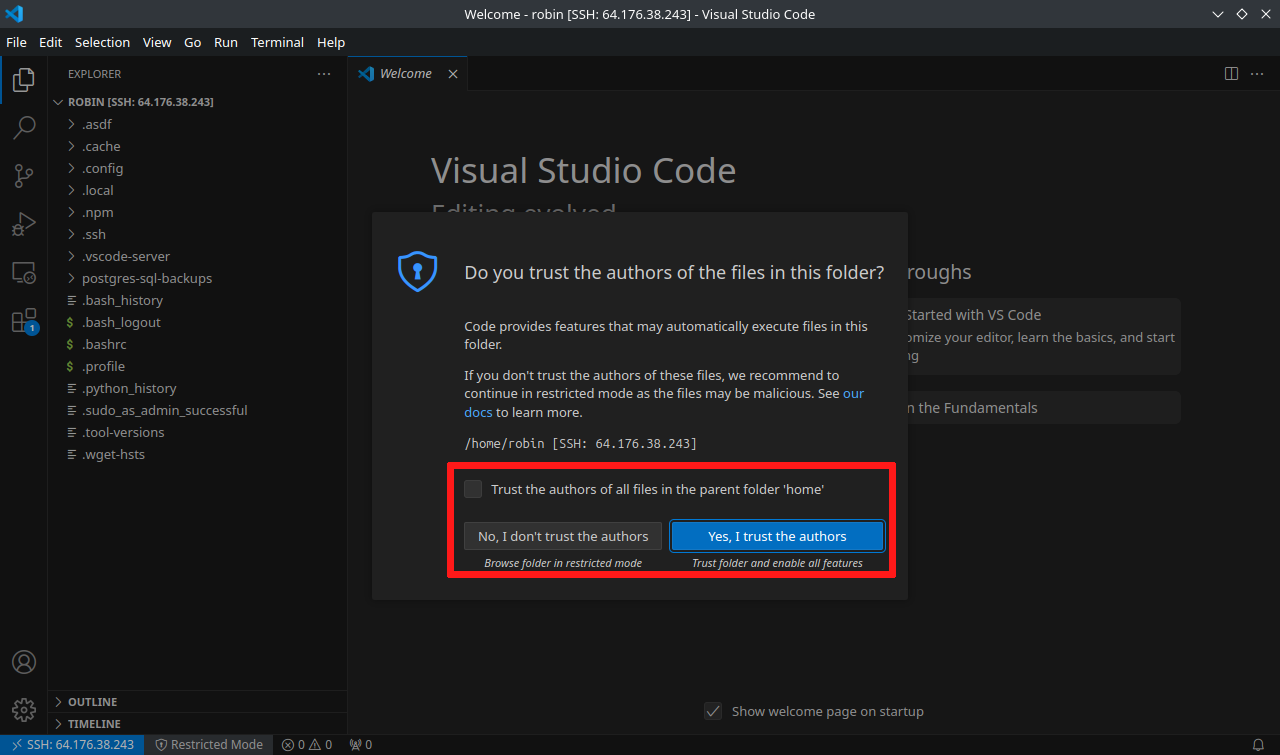 Welcome - robin [SSH: 64.176.38.243] - Visual Studio Code
File Edit Selection View Go Run Terminal Help
EXPLORER
ROBIN [SSH: 64.176.38.243]
.asdf
.cache
.config
.local
.npm
.ssh
.vscode-server
postgres-sql-backups
.bash_history
$ .bash_logout
$ .bashrc
$ .profile
.python_history
.sudo_as_admin_successful
.tool-versions
.wget-hsts
OUTLINE
TIMELINE
1
Welcome
Visual Studio Code
Editing evolved
roughs
Started with VS Code
omize your editor, learn the basics, and start
ng
n the Fundamentals
Do you trust the authors of the files in this folder?
Code provides features that may automatically execute files in this
folder.
If you don't trust the authors of these files, we recommend to
continue in restricted mode as the files may be malicious. See our
docs to learn more.
/home/robin [SSH: 64.176.38.243]
Trust the authors of all files in the parent folder 'home'
No, I don't trust the authors
Yes, I trust the authors
Browse folder in restricted mode
Trust folder and enable all features
Show welcome page on startup
SSH: 64.176.38.243 Restricted Mode 0 0 0